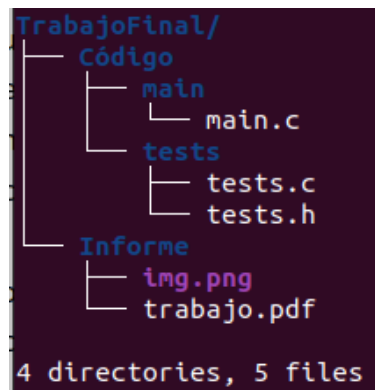 TrabajoFinal/
├── Código
│   ├── main
│   │   └── main.c
│   └── tests
│       ├── tests.c
│       └── tests.h
└── Informe
    ├── img.png
    └── trabajo.pdf
4 directories, 5 files